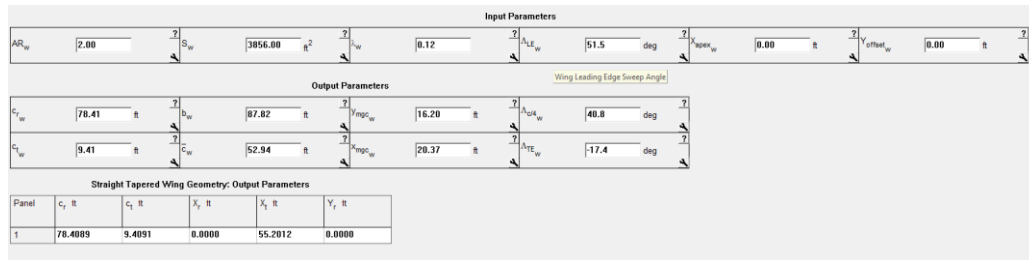 Input Parameters
AR_w 2.00 ? S_w 3856.00 ft² ? λ_w 0.12 ? Λ_LE_w 51.5 deg ? X_apex_w 0.00 ft ? Y_offset_w 0.00 ft ?
Wing Leading Edge Sweep Angle
Output Parameters
c_r_w 78.41 ft ? b_w 87.82 ft ? y_mgc_w 16.20 ft ? Λ_c/4_w 40.8 deg ?
c_t_w 9.41 ft ? c̄_w 52.94 ft ? x_mgc_w 20.37 ft ? Λ_TE_w -17.4 deg ?
Straight Tapered Wing Geometry: Output Parameters
Panel c_r ft c_t ft X_r ft X_t ft Y_r ft
1 78.4089 9.4091 0.0000 55.2012 0.0000